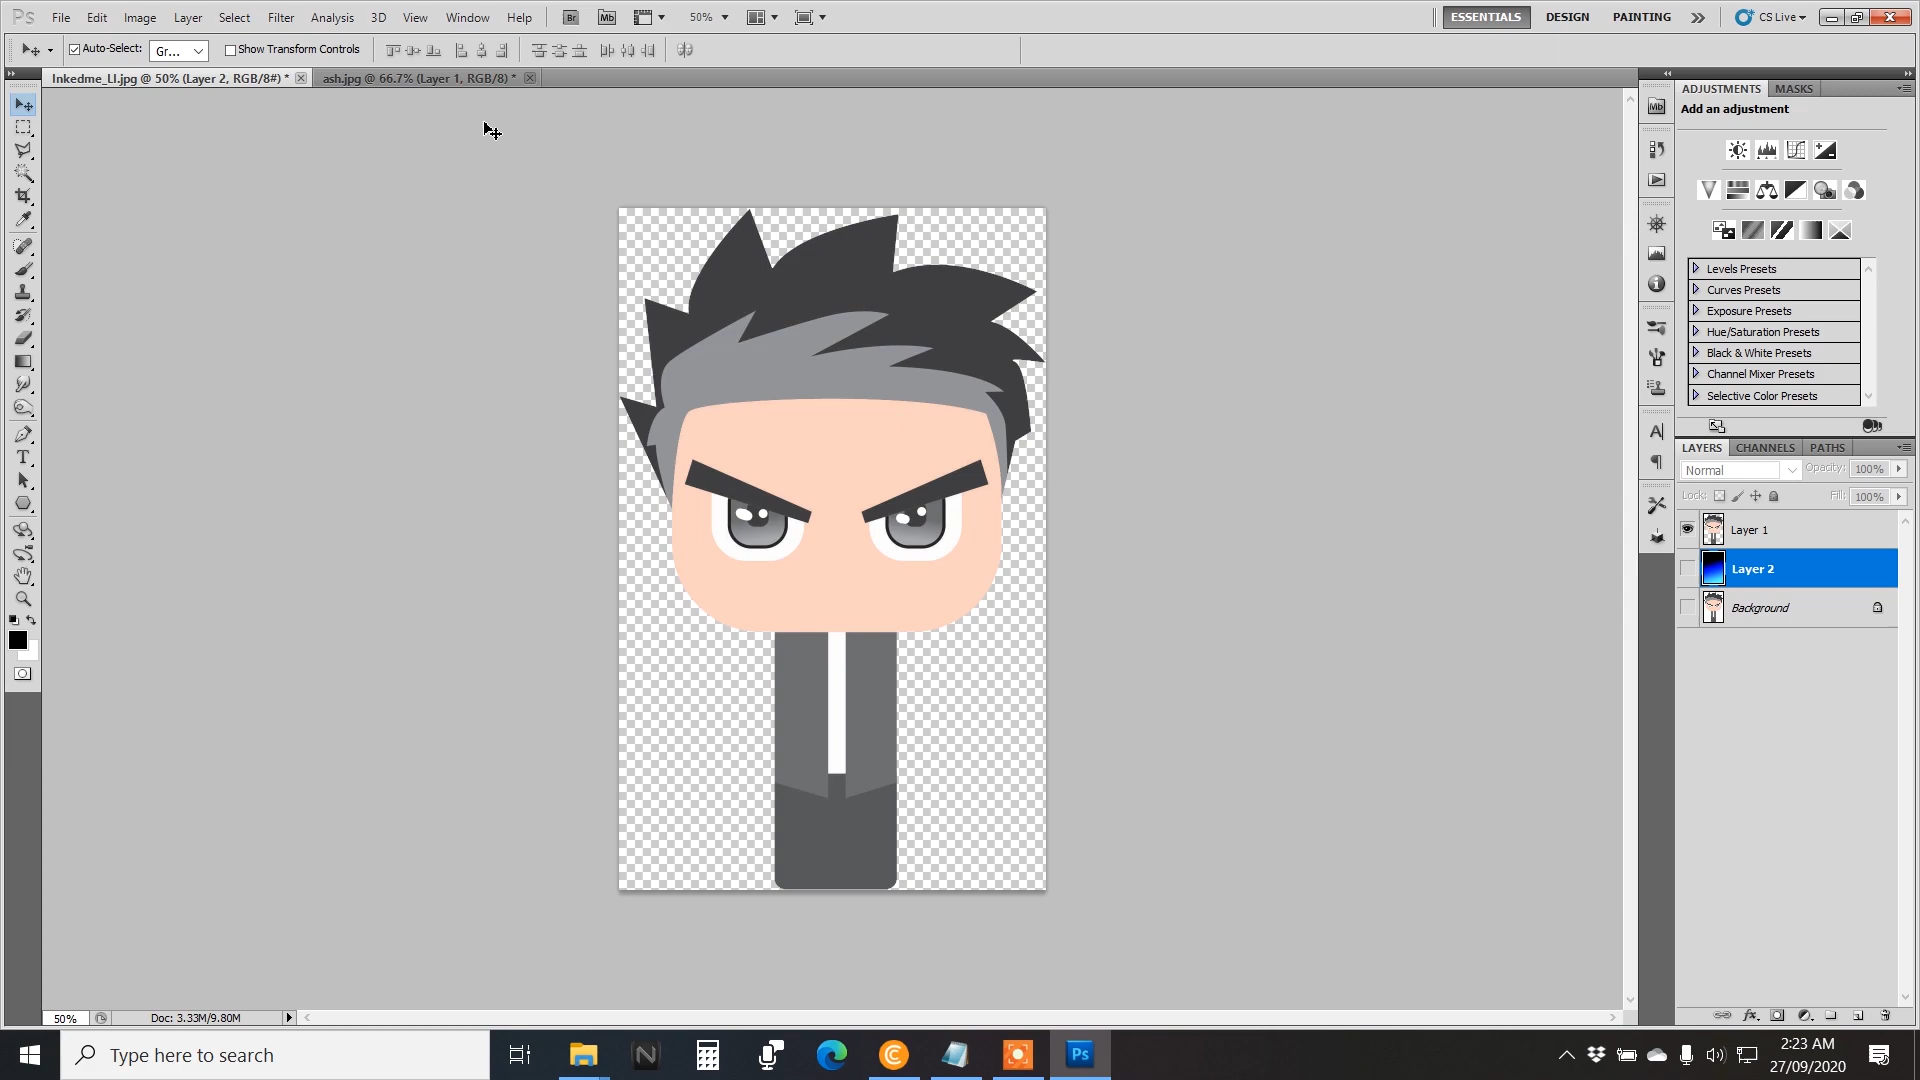 Ps File Edit Image Layer Select Filter Analysis 3D View Window Help Br Mb 50% ESSENTIALS DESIGN PAINTING CS Live
Auto-Select: Gr... Show Transform Controls
Inkedme_LI.jpg @ 50% (Layer 2, RGB/8#) * ash.jpg @ 66.7% (Layer 1, RGB/8) *
ADJUSTMENTS MASKS
Add an adjustment
Mb
Levels Presets
Curves Presets
Exposure Presets
Hue/Saturation Presets
Black & White Presets
Channel Mixer Presets
Selective Color Presets
LAYERS CHANNELS PATHS
Normal Opacity: 100%
Lock: Fill: 100%
Layer 1
Layer 2
Background
50% Doc: 3.33M/9.80M
Type here to search
Ps
2:23 AM
27/09/2020